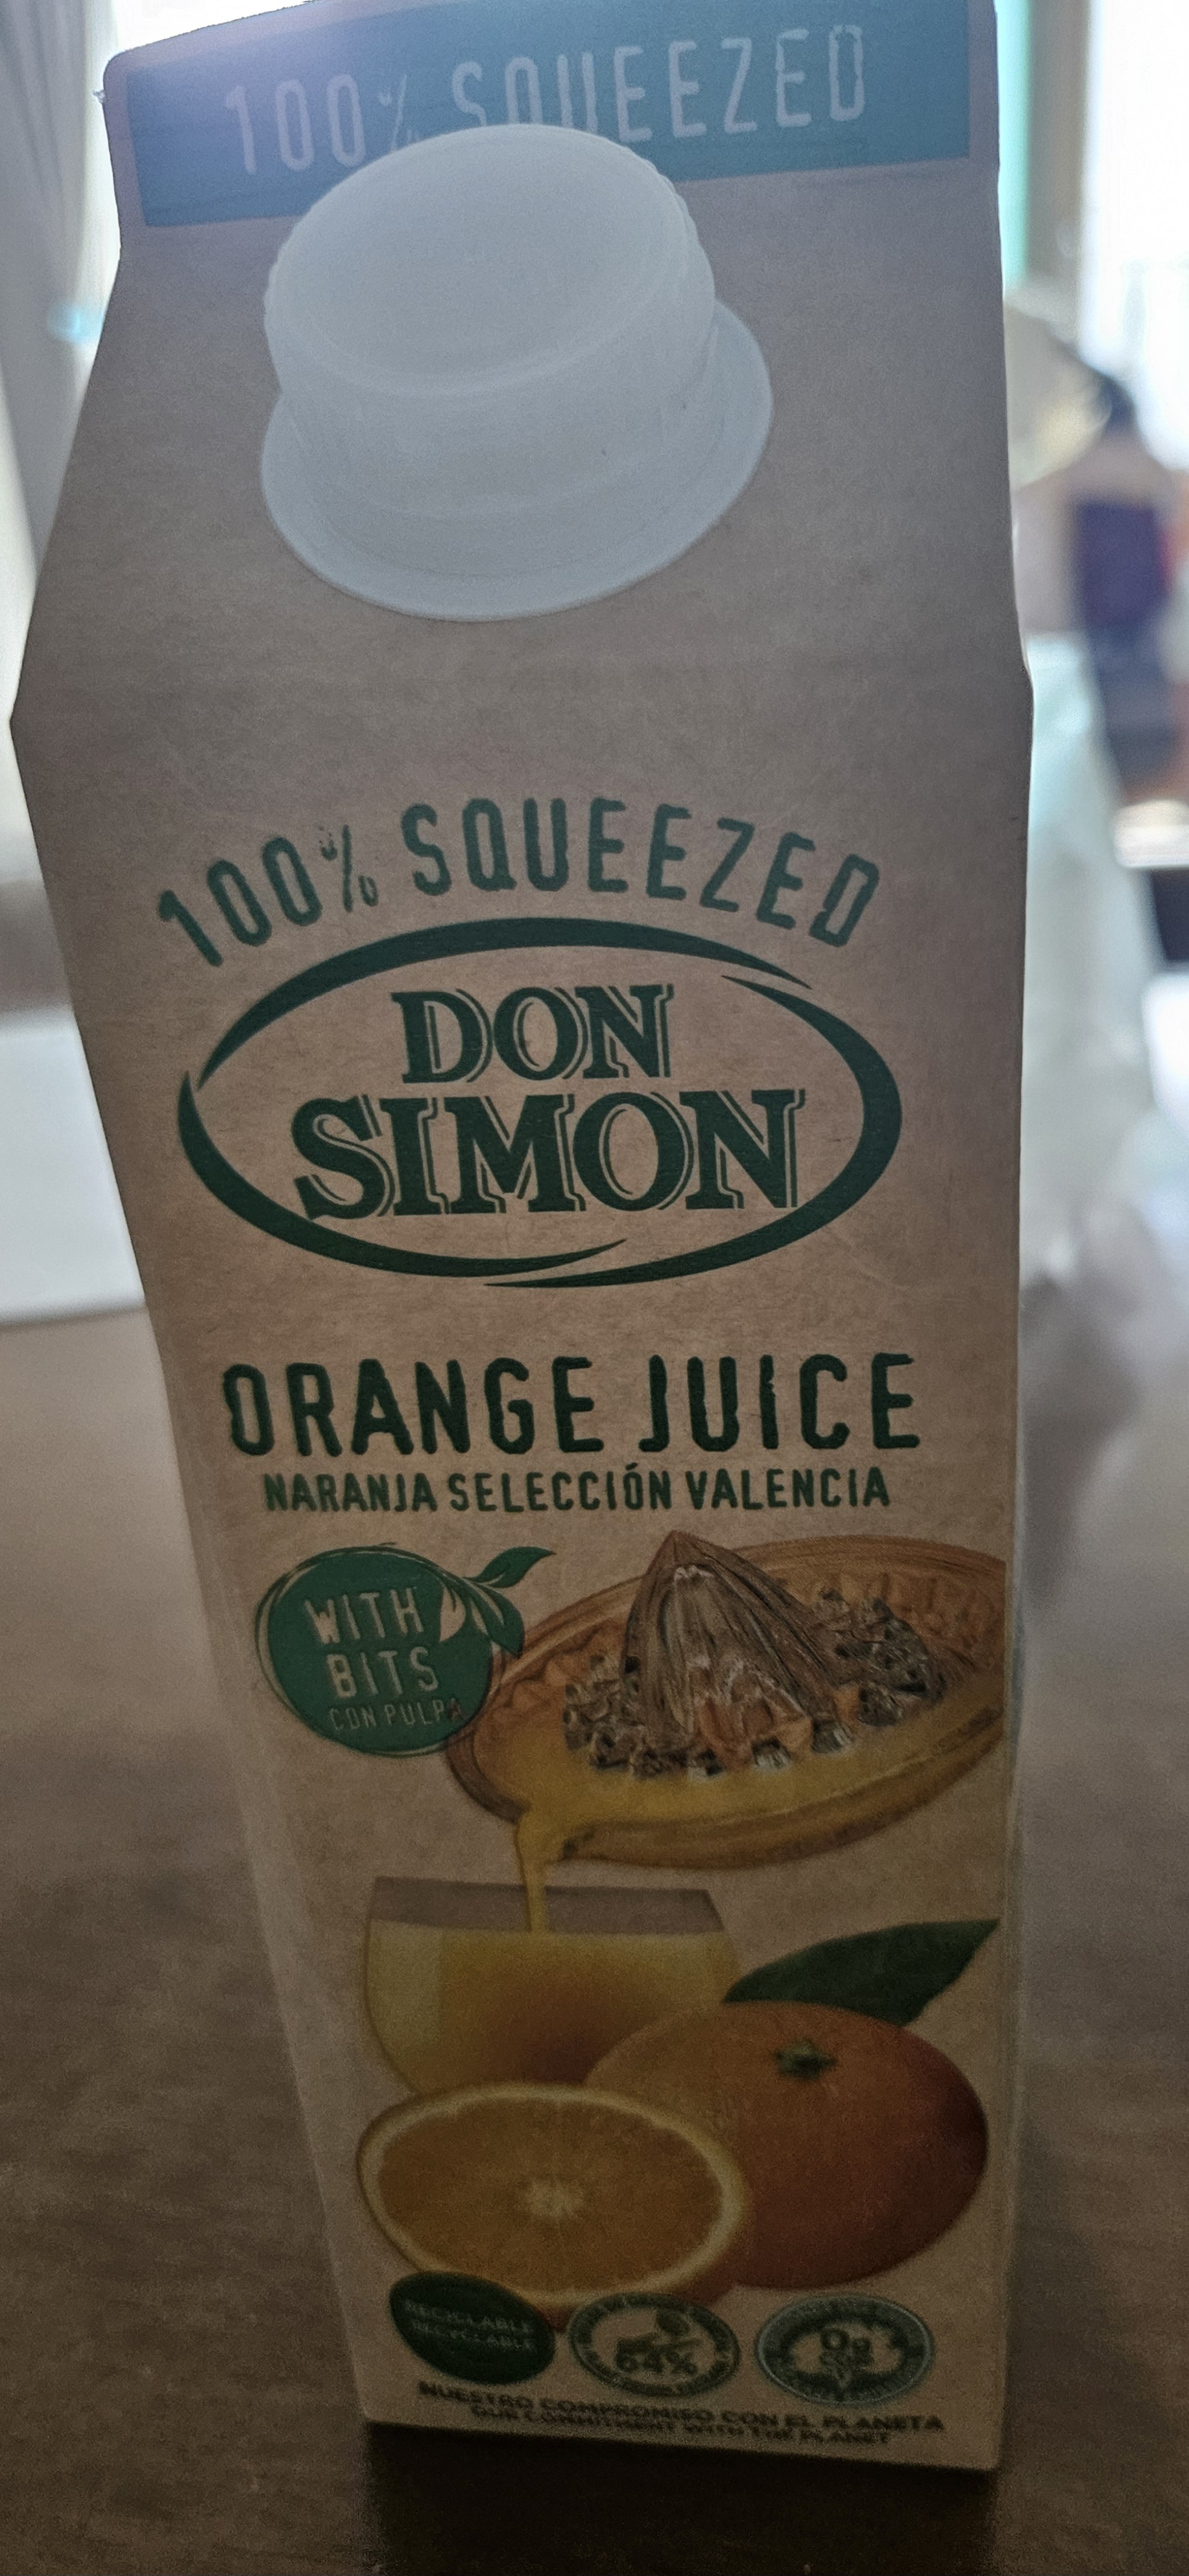 100% SQUEEZED
100% SQUEEZED
DON
SIMON
ORANGE JUICE
NARANJA SELECCIÓN VALENCIA
WITH
BITS
CON PULPA
RECICLABLE
RECYCLABLE
64%
NUESTRO COMPROMISO CON EL PLANETA
OUR COMMITMENT WITH THE PLANET